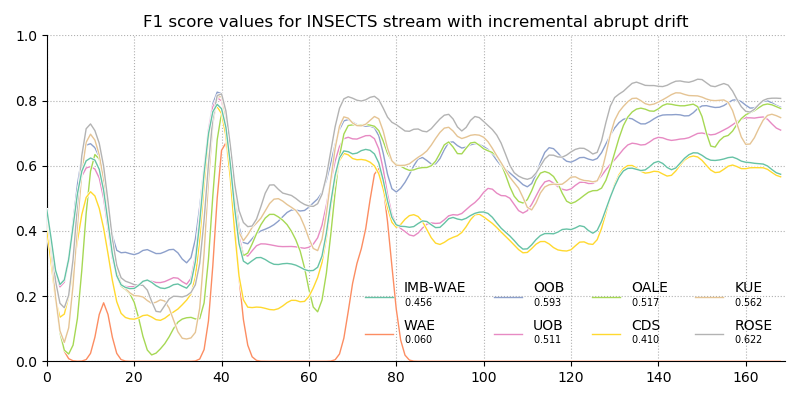 F1 score values for INSECTS stream with incremental abrupt drift
1.0
0.8
0.6
0.4
0.2
0.0
IMB-WAE OOB OALE KUE
0.456 0.593 0.517 0.562
WAE UOB CDS ROSE
0.060 0.511 0.410 0.622
0 20 40 60 80 100 120 140 160